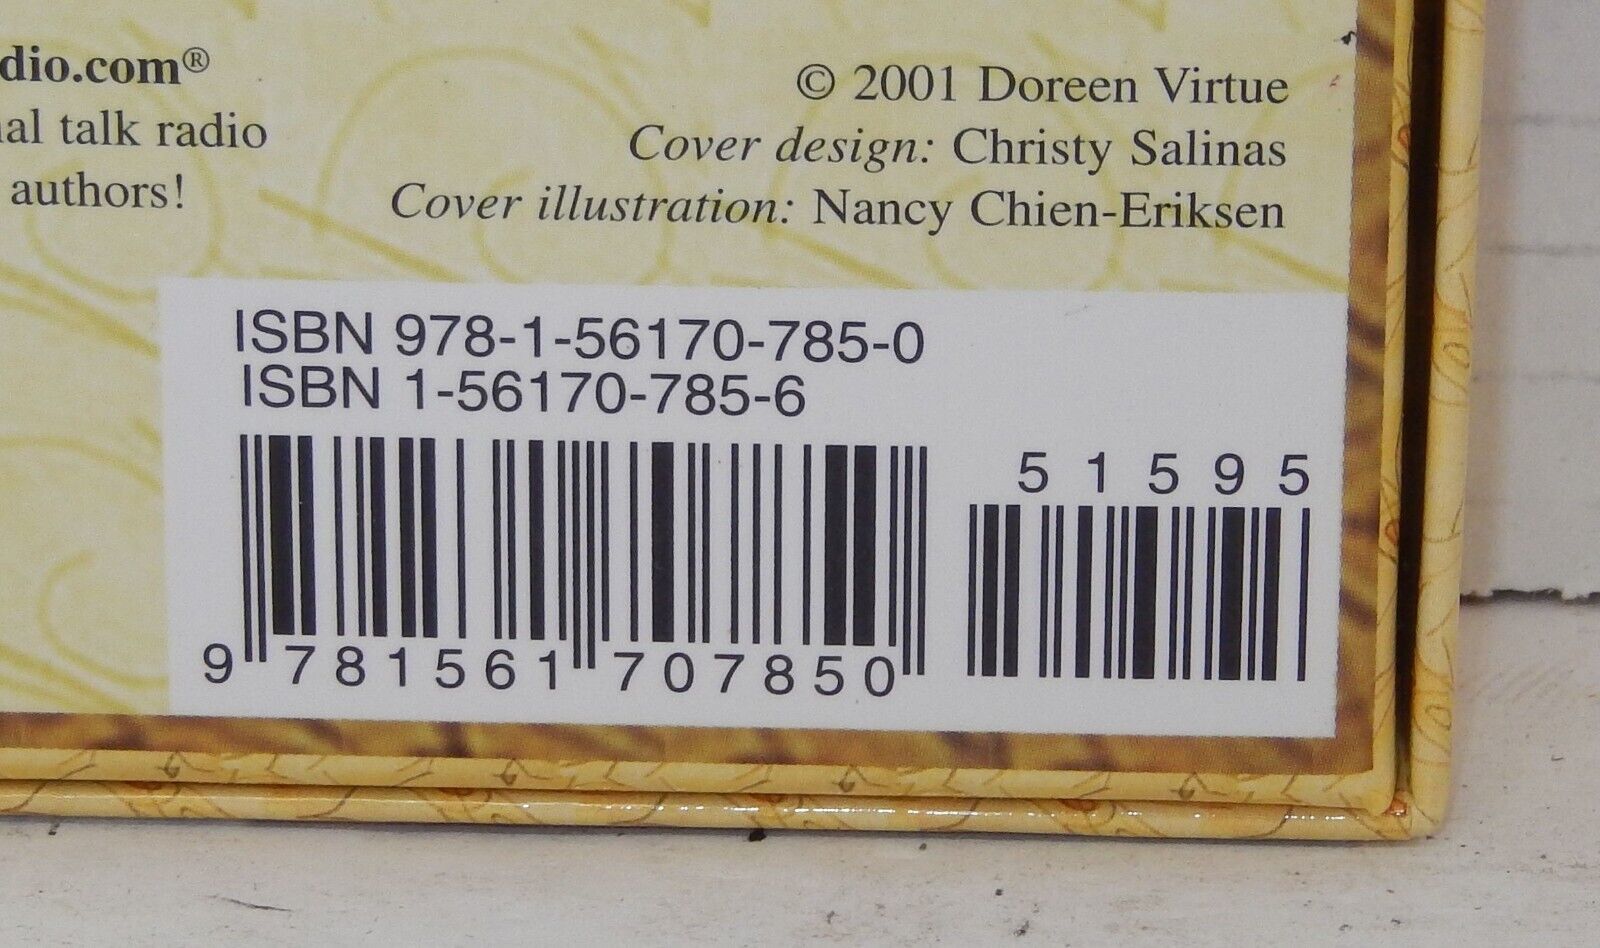 dio.com®
al talk radio
authors!
© 2001 Doreen Virtue
Cover design: Christy Salinas
Cover illustration: Nancy Chien-Eriksen
ISBN 978-1-56170-785-0
ISBN 1-56170-785-6
51595
9 781561 707850